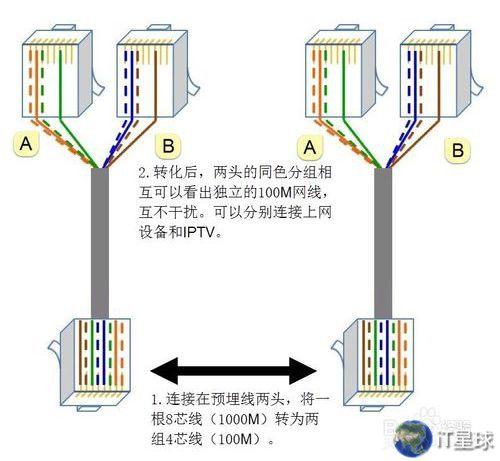 A
B
A
B
2.转化后，两头的同色分组相
互可以看出独立的100M网线，
互不干扰。可以分别连接上网
设备和IPTV。
1.连接在预埋线两头，将一
根8芯线（1000M）转为两
组4芯线（100M）。
iT星球